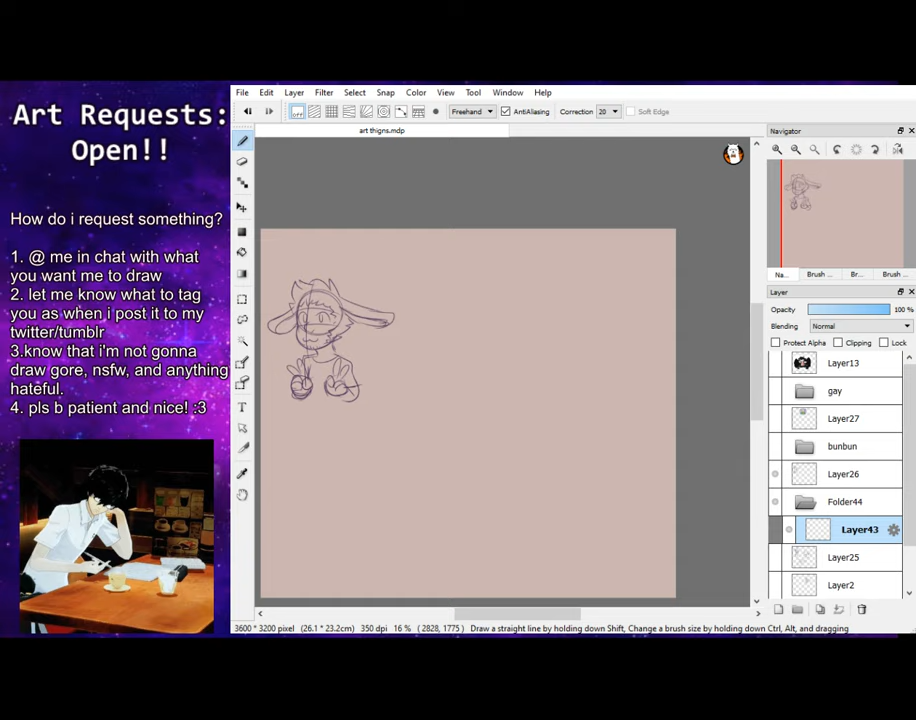 Art Requests:
Open!!
How do i request something?
1. @ me in chat with what
you want me to draw
2. let me know what to tag
you as when i post it to my
twitter/tumblr
3.know that i'm not gonna
draw gore, nsfw, and anything
hateful.
4. pls b patient and nice! :3
File Edit Layer Filter Select Snap Color View Tool Window Help
off Freehand AntiAliasing Correction 20 Soft Edge
art thigns.mdp
Navigator
Na... Brush ... Br... Brush ...
Layer
Opacity 100 %
Blending Normal
Protect Alpha Clipping Lock
Layer13
gay
Layer27
bunbun
Layer26
Folder44
Layer43
Layer25
Layer2
T
3600 * 3200 pixel (26.1 * 23.2cm) 350 dpi 16 % ( 2828, 1775 ) Draw a straight line by holding down Shift, Change a brush size by holding down Ctrl, Alt, and dragging